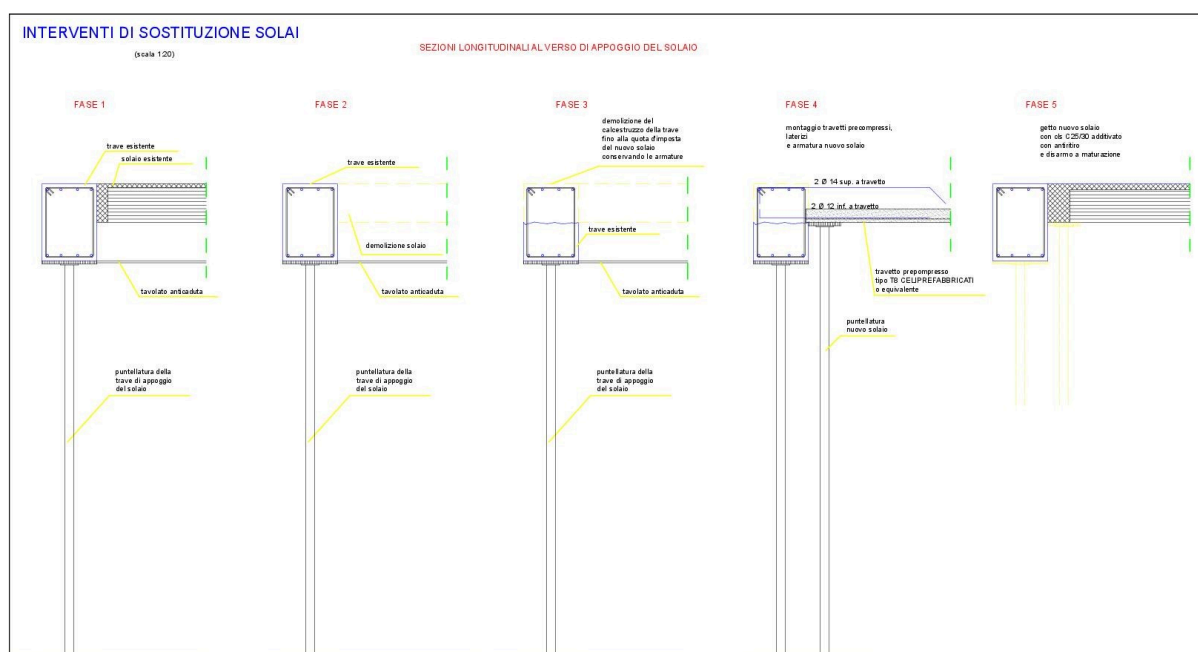 INTERVENTI DI SOSTITUZIONE SOLAI
(scala 1:20)
SEZIONI LONGITUDINALI AL VERSO DI APPOGGIO DEL SOLAIO
FASE 1
trave esistente
solaio esistente
tavolato anticaduta
puntellatura della
trave di appoggio
del solaio
FASE 2
trave esistente
demolizione solaio
tavolato anticaduta
puntellatura della
trave di appoggio
del solaio
FASE 3
demolizione del
calcestruzzo della trave
fino alla quota d'imposta
del nuovo solaio
conservando le armature
trave esistente
tavolato anticaduta
puntellatura della
trave di appoggio
del solaio
FASE 4
montaggio travetti precompressi,
laterizi
e armatura nuovo solaio
2 Ø 14 sup. a travetto
2 Ø 12 inf. a travetto
travetto prepompresso
tipo T8 CELIPREFABBRICATI
o equivalente
puntellatura
nuovo solaio
FASE 5
getto nuovo solaio
con cls C25/30 additivato
con antiritiro
e disarmo a maturazione